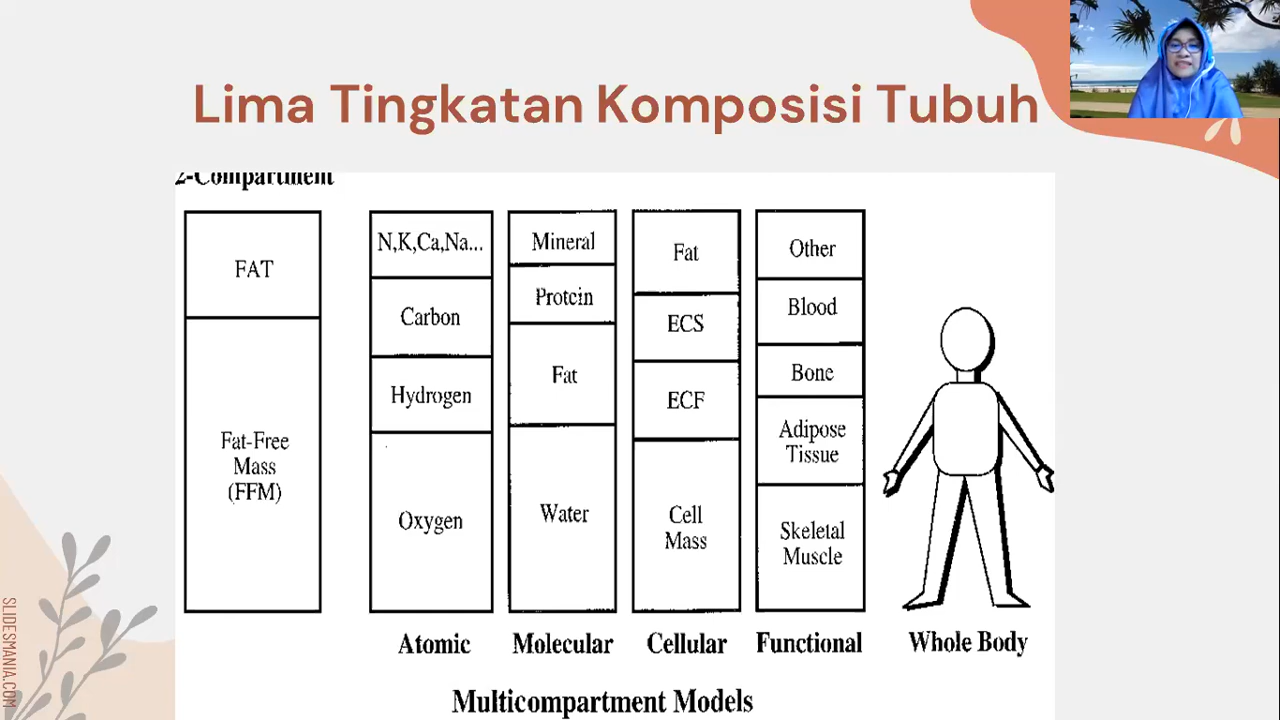 Lima Tingkatan Komposisi Tubuh
2-Compartment
FAT
Fat-Free
Mass
(FFM)
N,K,Ca,Na...
Carbon
Hydrogen
Oxygen
Atomic
Mineral
Protein
Fat
Water
Molecular
Fat
ECS
ECF
Cell
Mass
Cellular
Other
Blood
Bone
Adipose
Tissue
Skeletal
Muscle
Functional
Whole Body
Multicompartment Models
SLIDESMANIA.COM